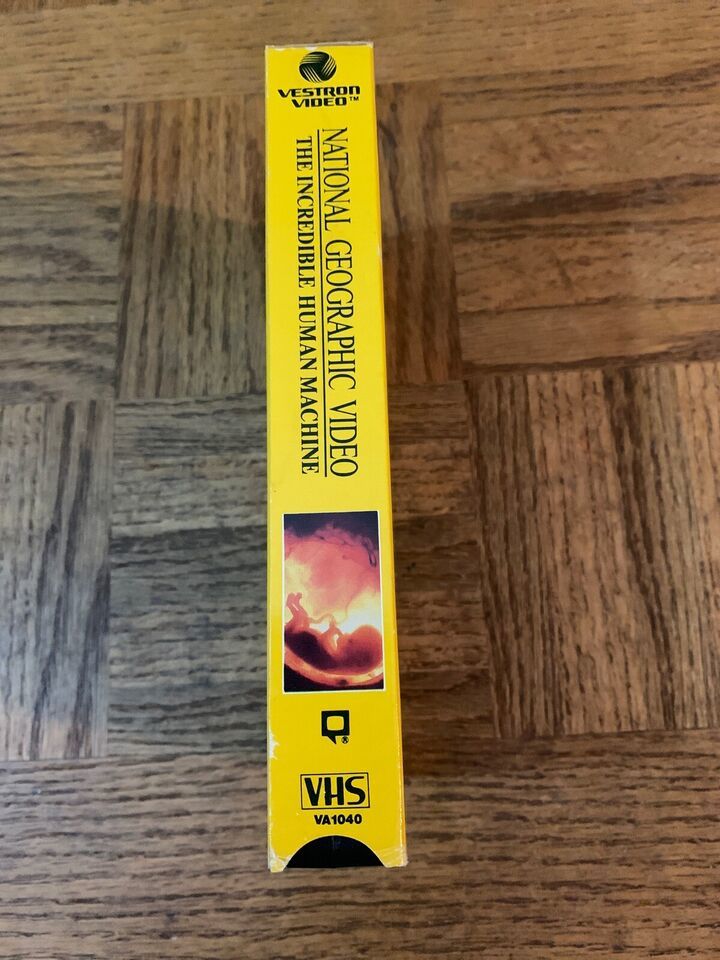 VESTRON
VIDEO™
NATIONAL GEOGRAPHIC VIDEO
THE INCREDIBLE HUMAN MACHINE
®
VHS
VA1040